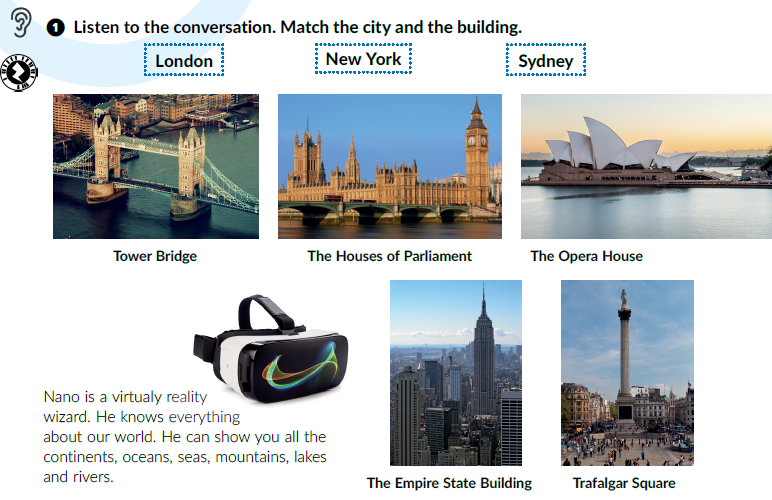 1 Listen to the conversation. Match the city and the building.
London
New York
Sydney
Tower Bridge
The Houses of Parliament
The Opera House
Nano is a virtualy reality
wizard. He knows everything
about our world. He can show you all the
continents, oceans, seas, mountains, lakes
and rivers.
The Empire State Building
Trafalgar Square